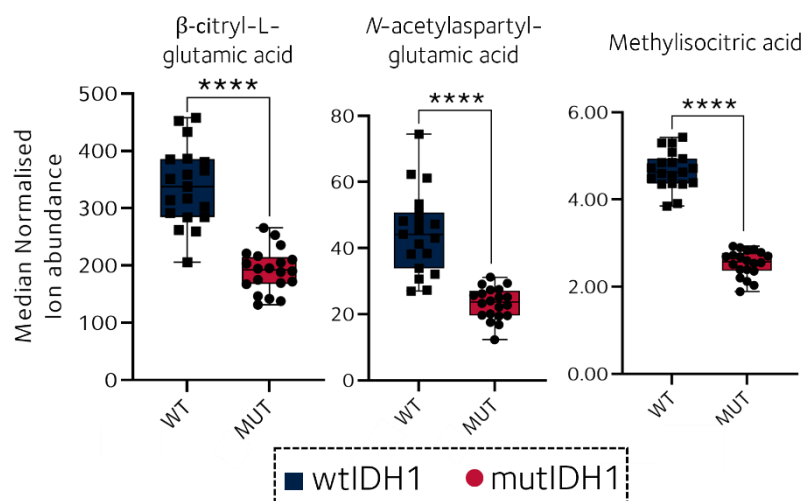 β-citryl-L-
glutamic acid
N-acetylaspartyl-
glutamic acid
Methylisocitric acid
Median Normalised
Ion abundance
****
500
400
300
200
100
0
WT
MUT
****
80
60
40
20
0
WT
MUT
****
6.00
4.00
2.00
0.00
WT
MUT
wtIDH1
mutIDH1